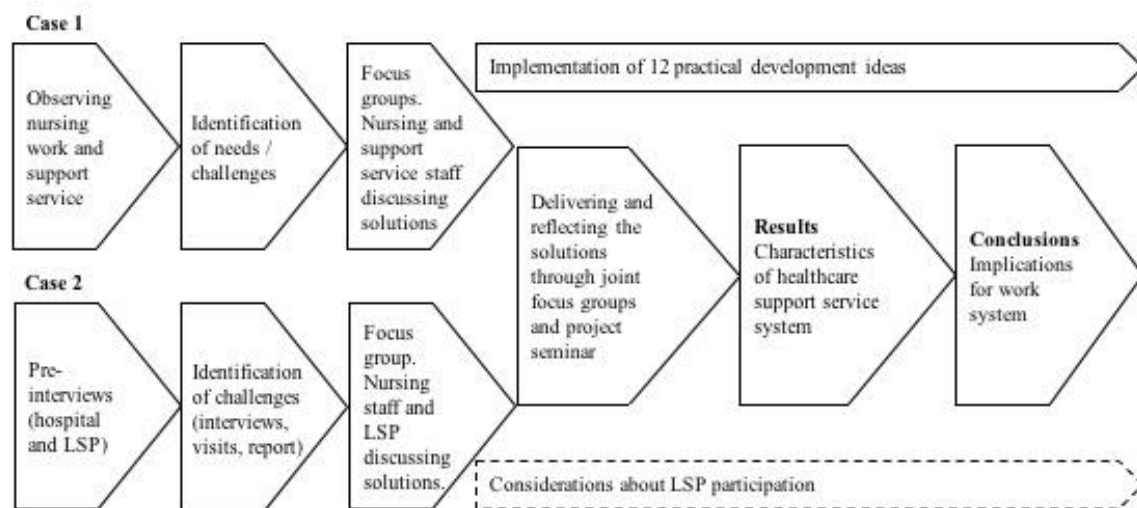 Case 1
Observing
nursing
work and
support
service
Identification
of needs /
challenges
Focus
groups.
Nursing and
support
service staff
discussing
solutions
Implementation of 12 practical development ideas
Delivering and
reflecting the
solutions
through joint
focus groups
and project
seminar
Results
Characteristics
of healthcare
support service
system
Conclusions
Implications
for work
system
Case 2
Pre-
interviews
(hospital
and LSP)
Identification
of challenges
(interviews,
visits, report)
Focus
group.
Nursing
staff and
LSP
discussing
solutions.
Considerations about LSP participation